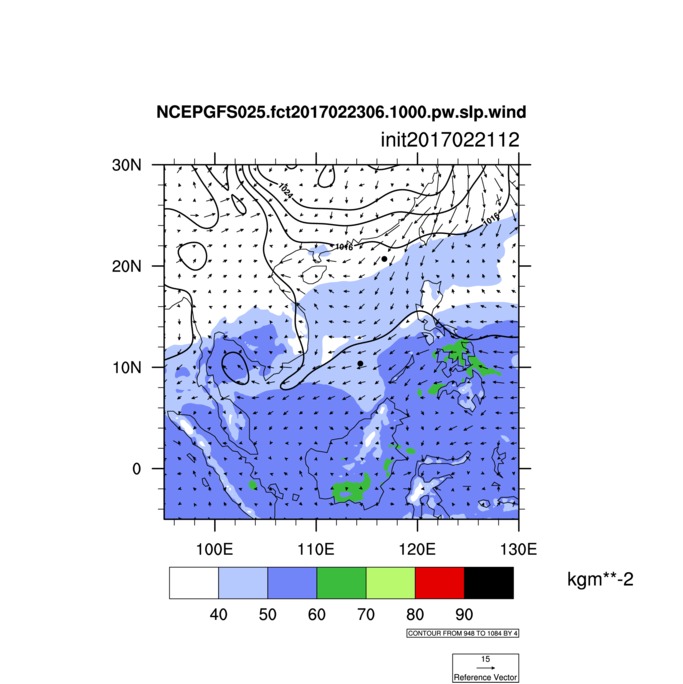 NCEPGFS025.fct2017022306.1000.pw.slp.wind
init2017022112
30N
1024
1016
1016
20N
10N
0
100E 110E 120E 130E
kgm**-2
40 50 60 70 80 90
CONTOUR FROM 948 TO 1084 BY 4
15
Reference Vector